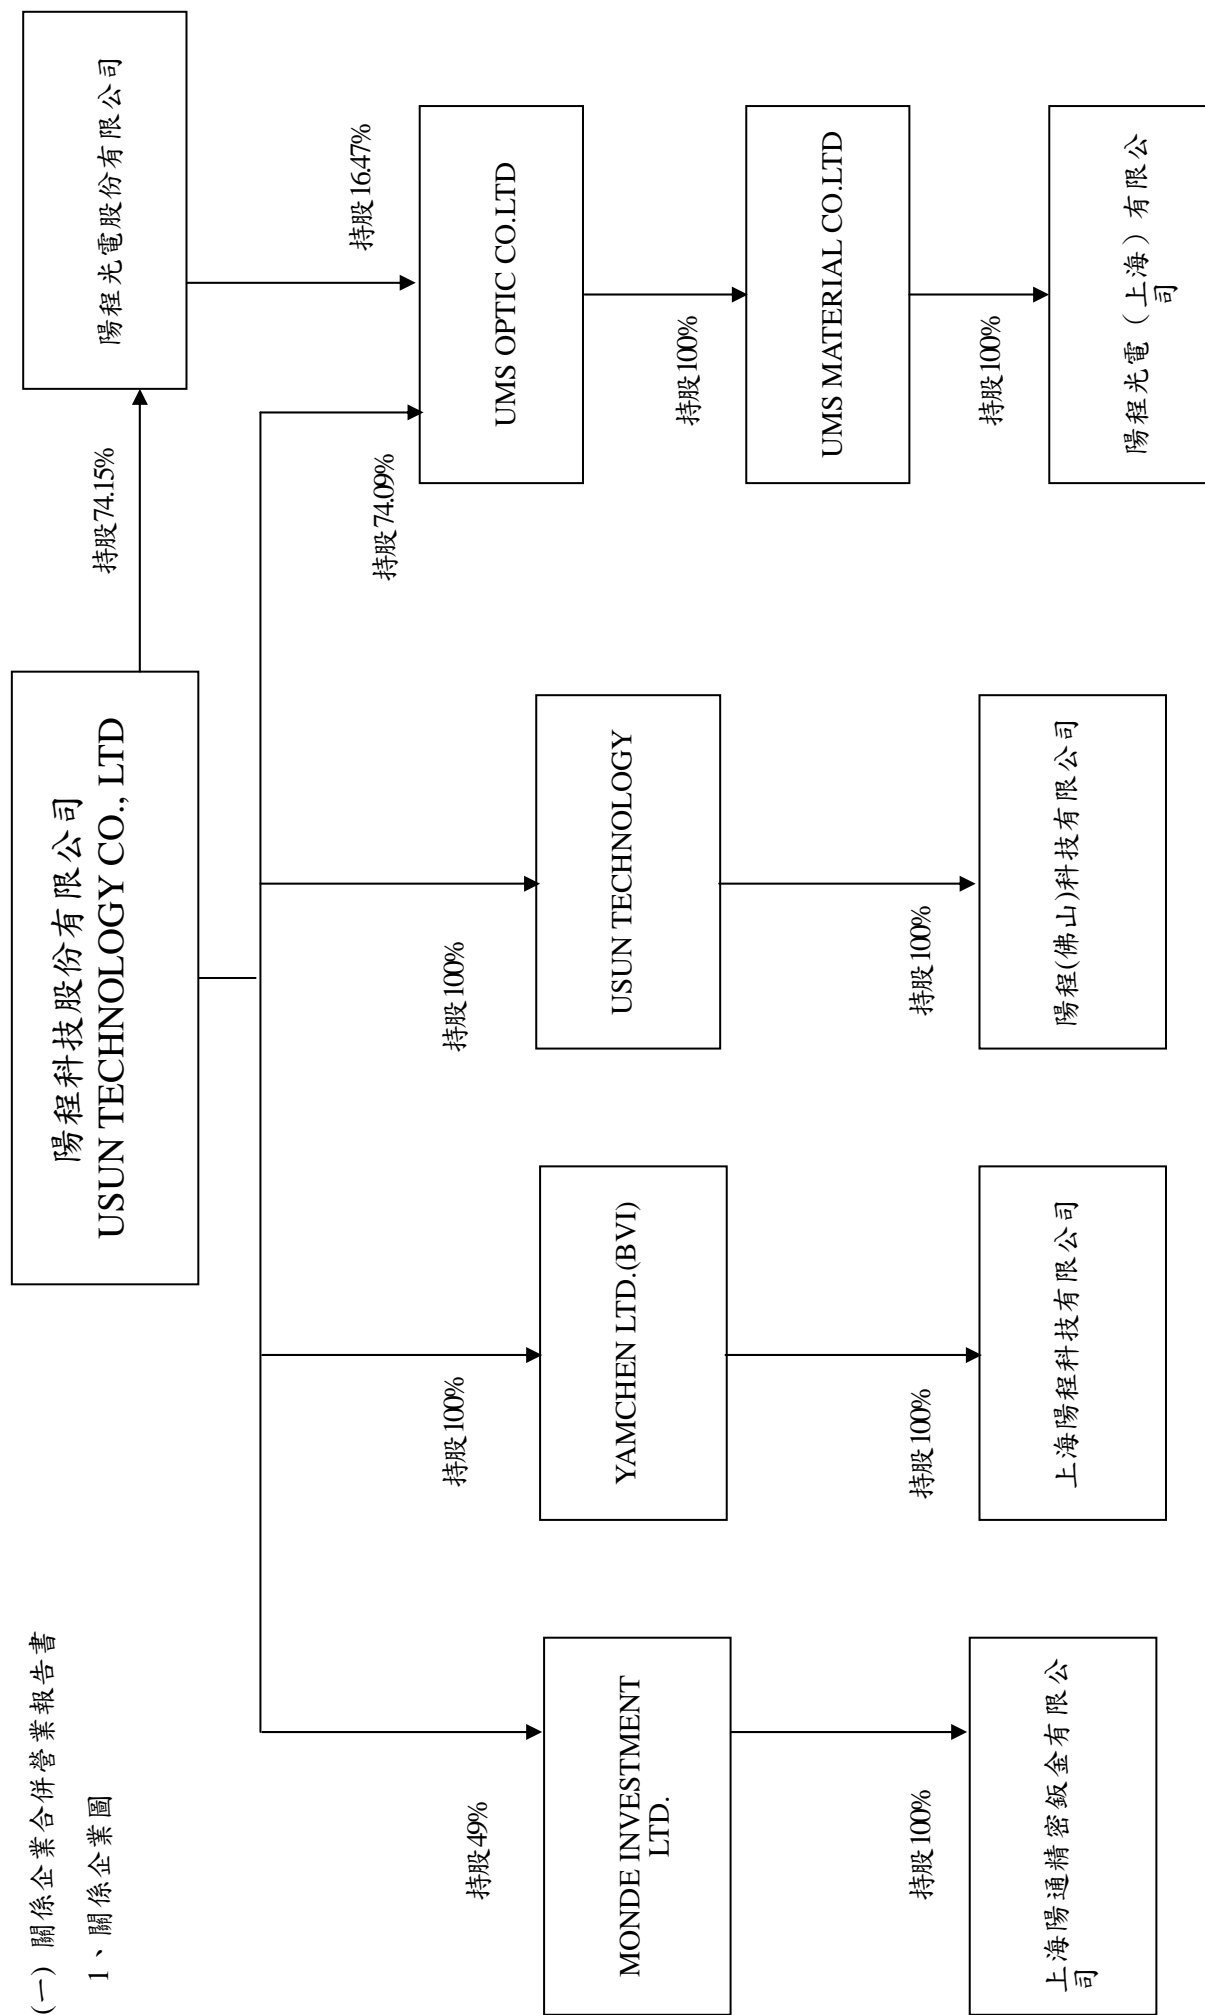 (一) 關係企業合併營業報告書
1、關係企業圖
陽程科技股份有限公司
USUN TECHNOLOGY CO., LTD
持股74.15%
陽程光電股份有限公司
持股49%
持股100%
持股100%
持股74.09%
持股16.47%
MONDE INVESTMENT
LTD.
YAMCHEN LTD.(BVI)
USUN TECHNOLOGY
UMS OPTIC CO.LTD
持股100%
UMS MATERIAL CO.LTD
持股100%
持股100%
持股100%
持股100%
上海陽通精密鈑金有限公
司
上海陽程科技有限公司
陽程(佛山)科技有限公司
陽程光電（上海）有限公
司